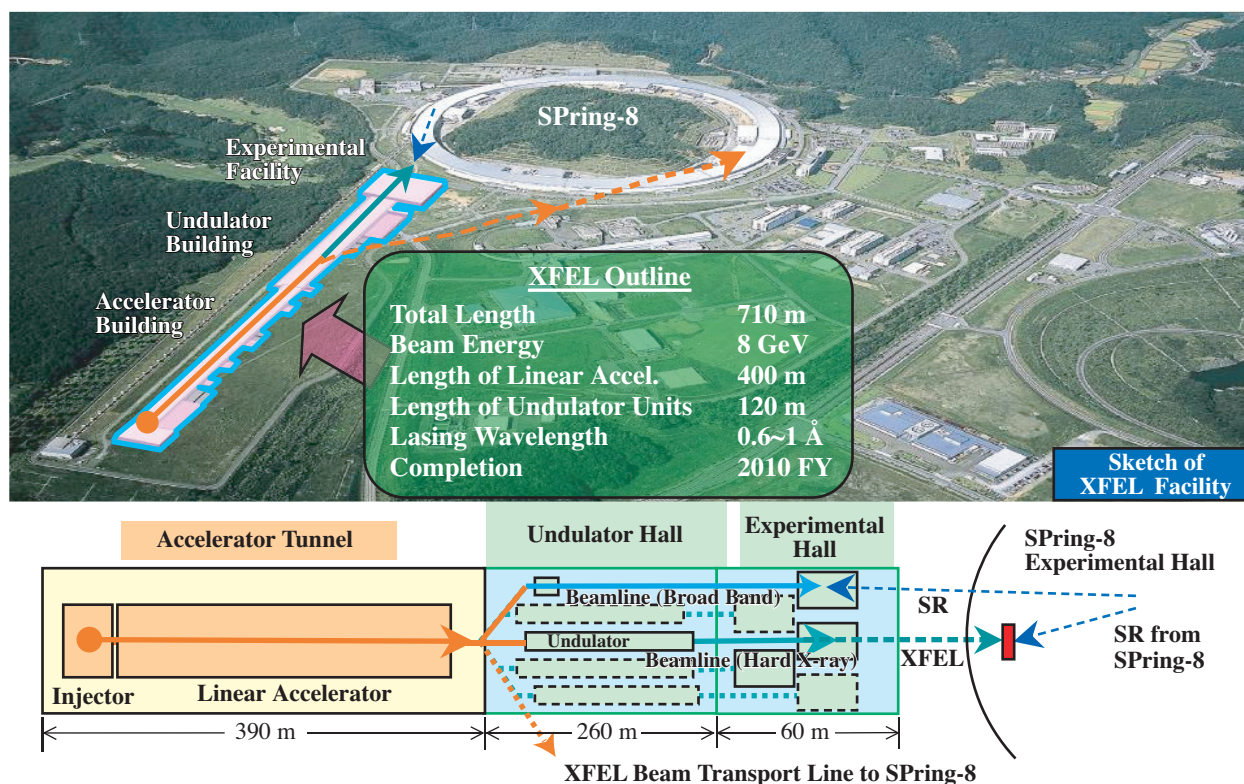 SPring-8
Experimental
Facility
Undulator
Building
Accelerator
Building
XFEL Outline
Total Length 710 m
Beam Energy 8 GeV
Length of Linear Accel. 400 m
Length of Undulator Units 120 m
Lasing Wavelength 0.6~1 Å
Completion 2010 FY
Sketch of
XFEL Facility
Accelerator Tunnel
Undulator Hall
Experimental
Hall
SPring-8
Experimental Hall
Beamline (Broad Band)
SR
Undulator
Beamline (Hard X-ray)
XFEL
SR from
SPring-8
Injector
Linear Accelerator
390 m
260 m
60 m
XFEL Beam Transport Line to SPring-8